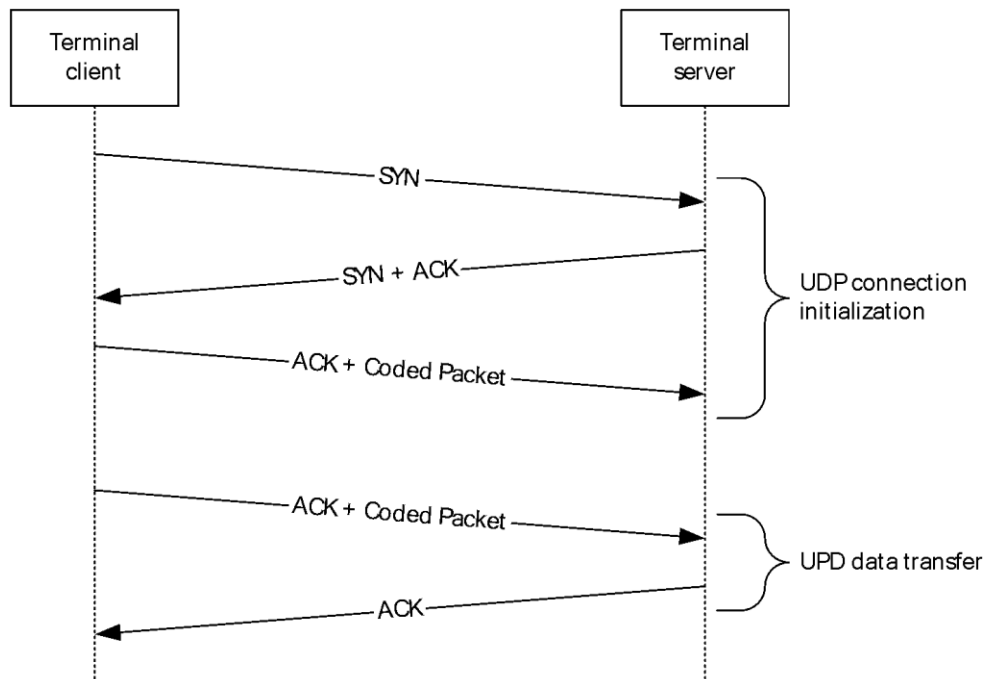 Terminal
client
Terminal
server
SYN
SYN + ACK
UDP connection
initialization
ACK + Coded Packet
ACK + Coded Packet
UPD data transfer
ACK